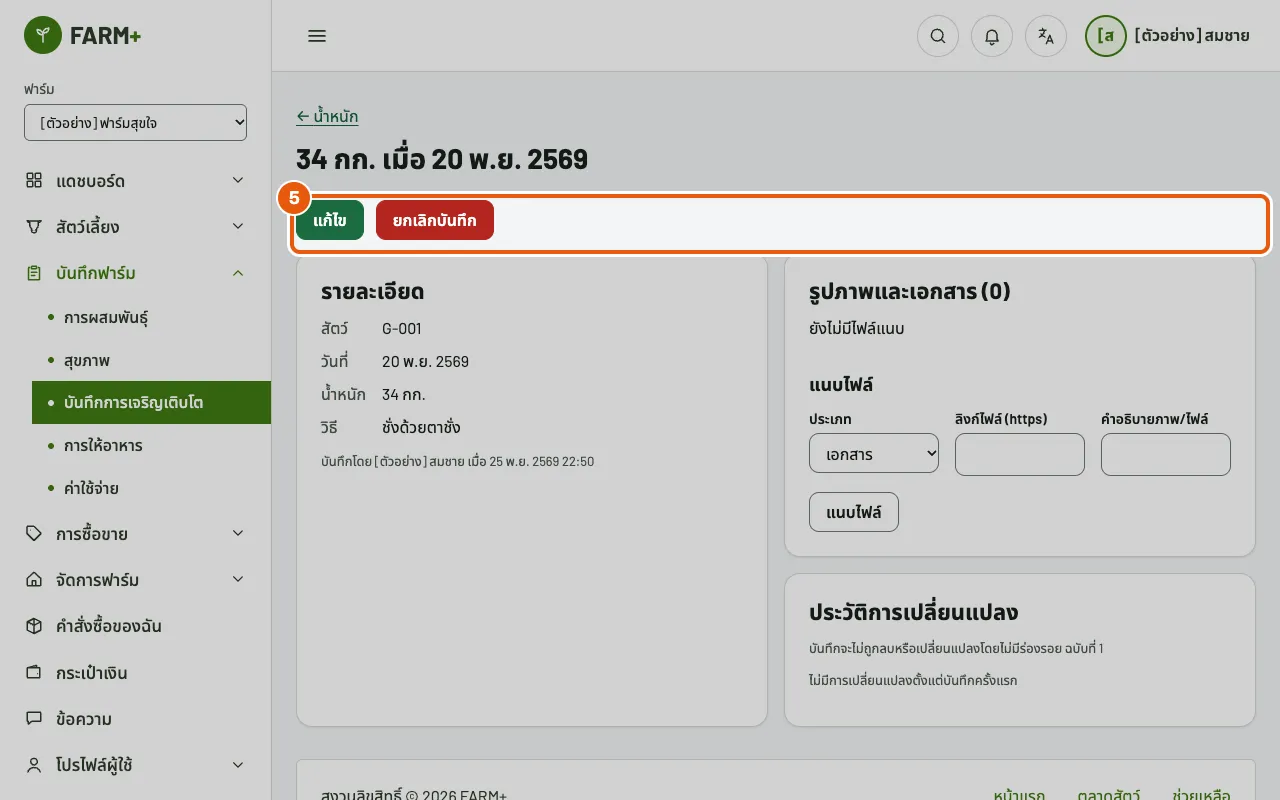 FARM+
ฟาร์ม
[ตัวอย่าง] ฟาร์มสุขใจ
แดชบอร์ด
สัตว์เลี้ยง
บันทึกฟาร์ม
การผสมพันธุ์
สุขภาพ
บันทึกการเจริญเติบโต
การให้อาหาร
ค่าใช้จ่าย
การซื้อขาย
จัดการฟาร์ม
คำสั่งซื้อของฉัน
กระเป๋าเงิน
ข้อความ
โปรไฟล์ผู้ใช้
[ส [ตัวอย่าง] สมชาย
← น้ำหนัก
34 กก. เมื่อ 20 พ.ย. 2569
5
แก้ไข ยกเลิกบันทึก
รายละเอียด
สัตว์ G-001
วันที่ 20 พ.ย. 2569
น้ำหนัก 34 กก.
วิธี ชั่งด้วยตาชั่ง
บันทึกโดย [ตัวอย่าง] สมชาย เมื่อ 25 พ.ย. 2569 22:50
รูปภาพและเอกสาร (0)
ยังไม่มีไฟล์แนบ
แนบไฟล์
ประเภท ลิงก์ไฟล์ (https) คำอธิบายภาพ/ไฟล์
เอกสาร
แนบไฟล์
ประวัติการเปลี่ยนแปลง
บันทึกจะไม่ถูกลบหรือเปลี่ยนแปลงโดยไม่มีร่องรอย ฉบับที่ 1
ไม่มีการเปลี่ยนแปลงตั้งแต่บันทึกครั้งแรก
สงวนลิขสิทธิ์ © 2026 FARM+ หน้าแรก ตลาดสัตว์ ช่วยเหลือ